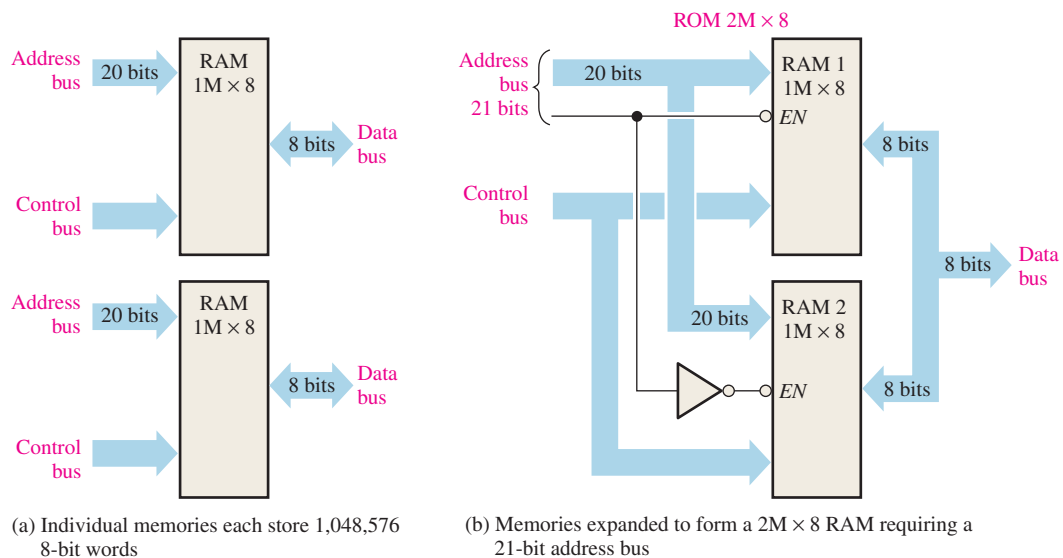 RAM
1M × 8
Address
bus
20 bits
8 bits
Data
bus
Control
bus
RAM
1M × 8
Address
bus
20 bits
8 bits
Data
bus
Control
bus
(a) Individual memories each store 1,048,576
8-bit words
ROM 2M × 8
Address
bus
21 bits
20 bits
RAM 1
1M × 8
EN
8 bits
Control
bus
8 bits
Data
bus
20 bits
RAM 2
1M × 8
EN
8 bits
(b) Memories expanded to form a 2M × 8 RAM requiring a
21-bit address bus